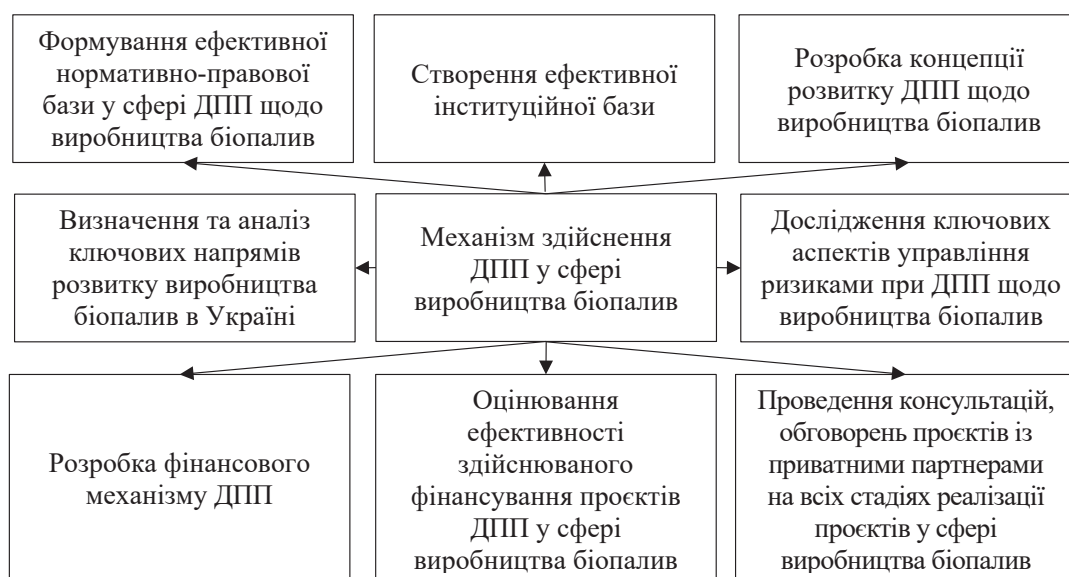 Формування ефективної
нормативно-правової
бази у сфері ДПП щодо
виробництва біопалив
Створення ефективної
інституційної бази
Розробка концепції
розвитку ДПП щодо
виробництва біопалив
Визначення та аналіз
ключових напрямів
розвитку виробництва
біопалив в Україні
Механізм здійснення
ДПП у сфері
виробництва біопалив
Дослідження ключових
аспектів управління
ризиками при ДПП щодо
виробництва біопалив
Розробка фінансового
механізму ДПП
Оцінювання
ефективності
здійснюваного
фінансування проєктів
ДПП у сфері
виробництва біопалив
Проведення консультацій,
обговорень проєктів із
приватними партнерами
на всіх стадіях реалізації
проєктів у сфері
виробництва біопалив